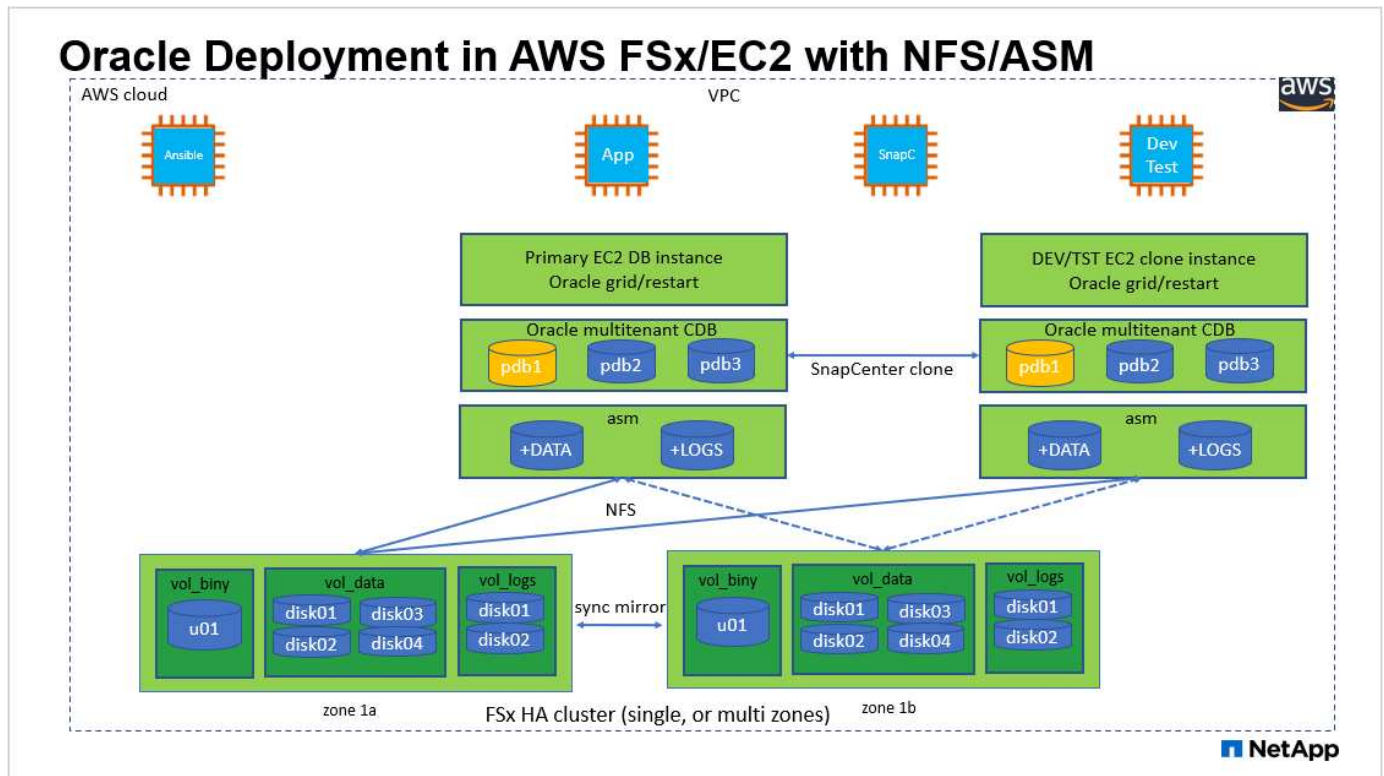 Oracle Deployment in AWS FSx/EC2 with NFS/ASM
AWS cloud
VPC
aws
Ansible
App
SnapC
Dev
Test
Primary EC2 DB instance
Oracle grid/restart
DEV/TST EC2 clone instance
Oracle grid/restart
Oracle multitenant CDB
pdb1
pdb2
pdb3
SnapCenter clone
Oracle multitenant CDB
pdb1
pdb2
pdb3
asm
+DATA
+LOGS
asm
+DATA
+LOGS
NFS
vol_biny
u01
vol_data
disk01
disk03
disk02
disk04
vol_logs
disk01
disk02
sync mirror
vol_biny
u01
vol_data
disk01
disk03
disk02
disk04
vol_logs
disk01
disk02
zone 1a
FSx HA cluster (single, or multi zones)
zone 1b
NetApp